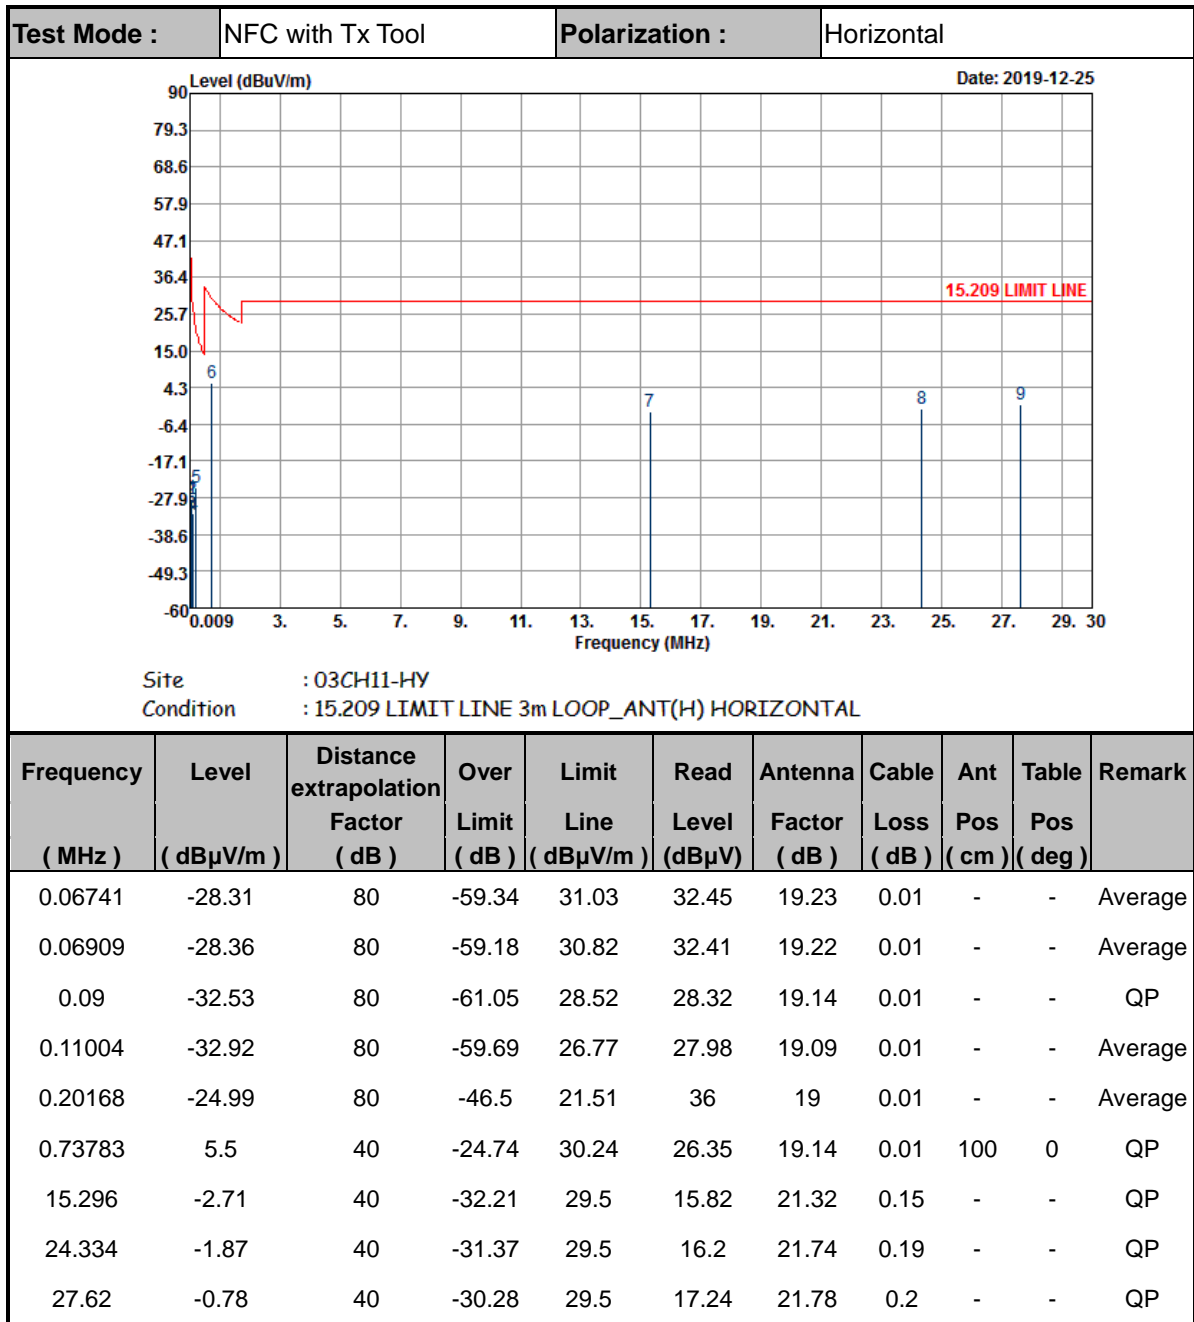 Test Mode : NFC with Tx Tool Polarization : Horizontal
Level (dBuV/m) Date: 2019-12-25
90
79.3
68.6
57.9
47.1
36.4
15.209 LIMIT LINE
25.7
15.0
6
4.3
7 8 9
-6.4
-17.1
5
-27.9
-38.6
-49.3
-60
0.009 3. 5. 7. 9. 11. 13. 15. 17. 19. 21. 23. 25. 27. 29. 30
Frequency (MHz)
Site : 03CH11-HY
Condition : 15.209 LIMIT LINE 3m LOOP_ANT(H) HORIZONTAL
Frequency Level Distance extrapolation Over Limit Read Antenna Cable Ant Table Remark
Factor Limit Line Level Factor Loss Pos Pos
( MHz ) ( dBµV/m ) ( dB ) ( dB ) ( dBµV/m ) (dBµV) ( dB ) ( dB ) ( cm ) ( deg )
0.06741 -28.31 80 -59.34 31.03 32.45 19.23 0.01 - - Average
0.06909 -28.36 80 -59.18 30.82 32.41 19.22 0.01 - - Average
0.09 -32.53 80 -61.05 28.52 28.32 19.14 0.01 - - QP
0.11004 -32.92 80 -59.69 26.77 27.98 19.09 0.01 - - Average
0.20168 -24.99 80 -46.5 21.51 36 19 0.01 - - Average
0.73783 5.5 40 -24.74 30.24 26.35 19.14 0.01 100 0 QP
15.296 -2.71 40 -32.21 29.5 15.82 21.32 0.15 - - QP
24.334 -1.87 40 -31.37 29.5 16.2 21.74 0.19 - - QP
27.62 -0.78 40 -30.28 29.5 17.24 21.78 0.2 - - QP